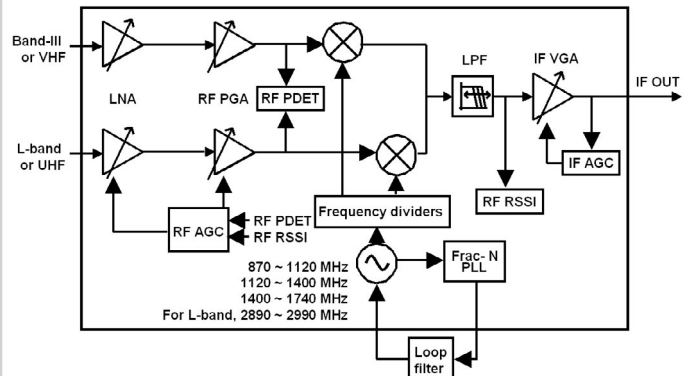 Band-III
or VHF
LNA
RF PGA
RF PDET
LPF
IF VGA
IF OUT
L-band
or UHF
IF AGC
RF RSSI
RF AGC
RF PDET
RF RSSI
Frequency dividers
870 ~ 1120 MHz
1120 ~ 1400 MHz
1400 ~ 1740 MHz
For L-band, 2890 ~ 2990 MHz
Frac- N
PLL
Loop
filter